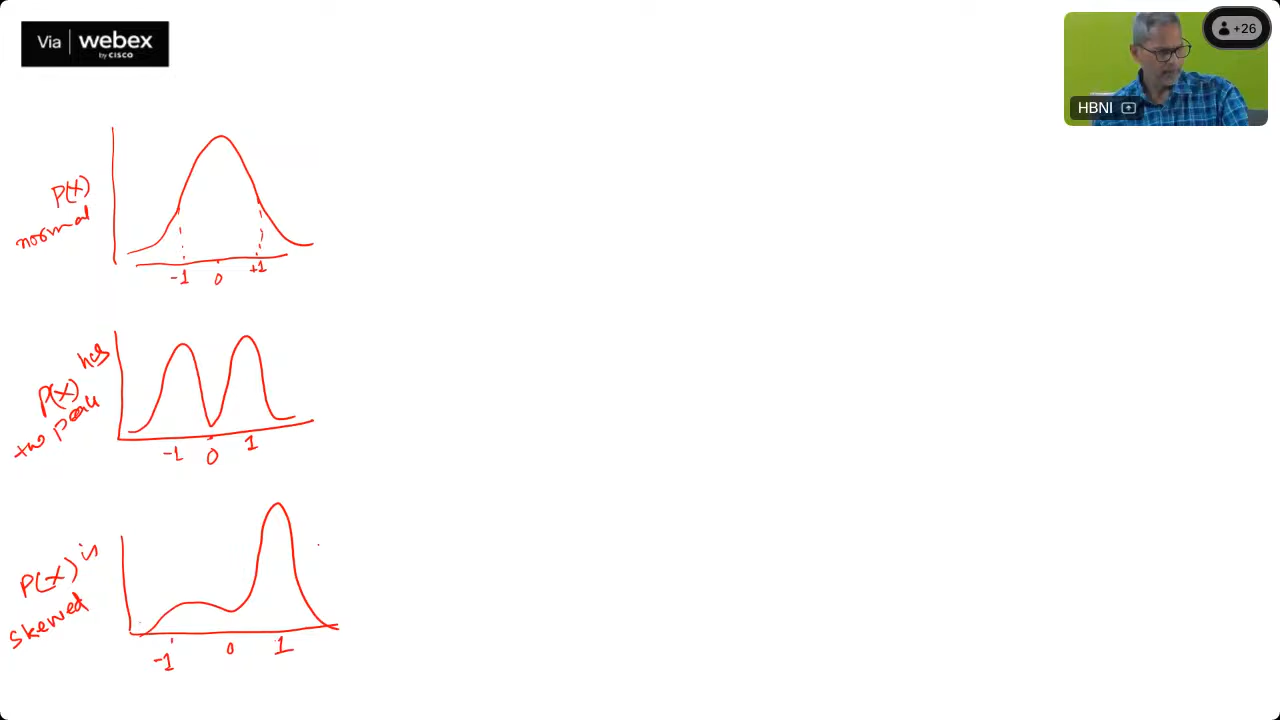 Via webex
by CISCO
+26
HBNI
P(X)
normal
-1 0 +1
P(X) has
two peak
-1 0 1
P(X) is
skewed
-1 0 1